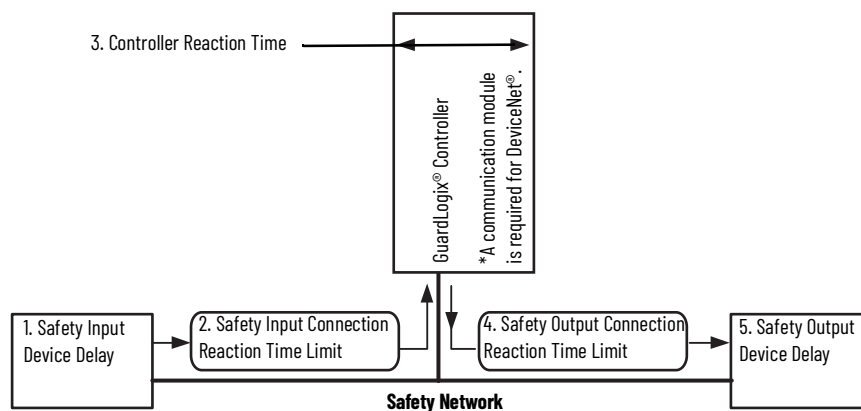 3. Controller Reaction Time
GuardLogix® Controller
*A communication module
is required for DeviceNet®.
1. Safety Input
Device Delay
2. Safety Input Connection
Reaction Time Limit
4. Safety Output Connection
Reaction Time Limit
5. Safety Output
Device Delay
Safety Network